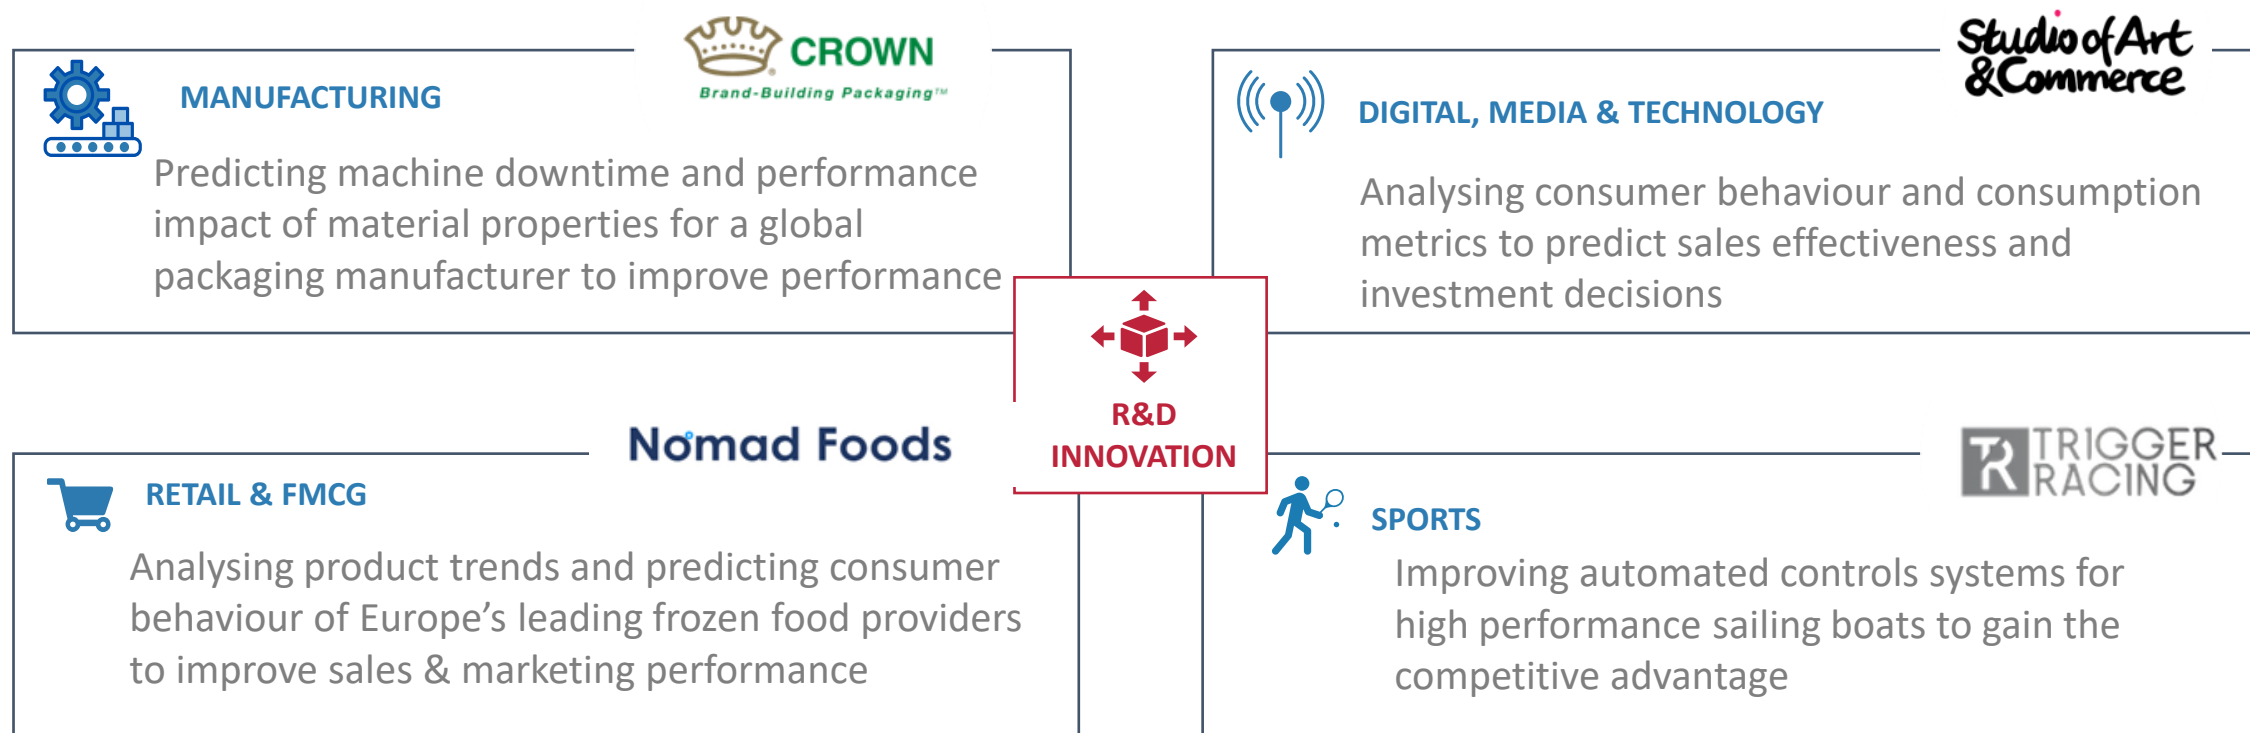 CROWN
Brand-Building Packaging™
MANUFACTURING
Predicting machine downtime and performance
impact of material properties for a global
packaging manufacturer to improve performance
Studio of Art
& Commerce
DIGITAL, MEDIA & TECHNOLOGY
Analysing consumer behaviour and consumption
metrics to predict sales effectiveness and
investment decisions
R&D
INNOVATION
Nomad Foods
RETAIL & FMCG
Analysing product trends and predicting consumer
behaviour of Europe’s leading frozen food providers
to improve sales & marketing performance
TR TRIGGER
RACING
SPORTS
Improving automated controls systems for
high performance sailing boats to gain the
competitive advantage